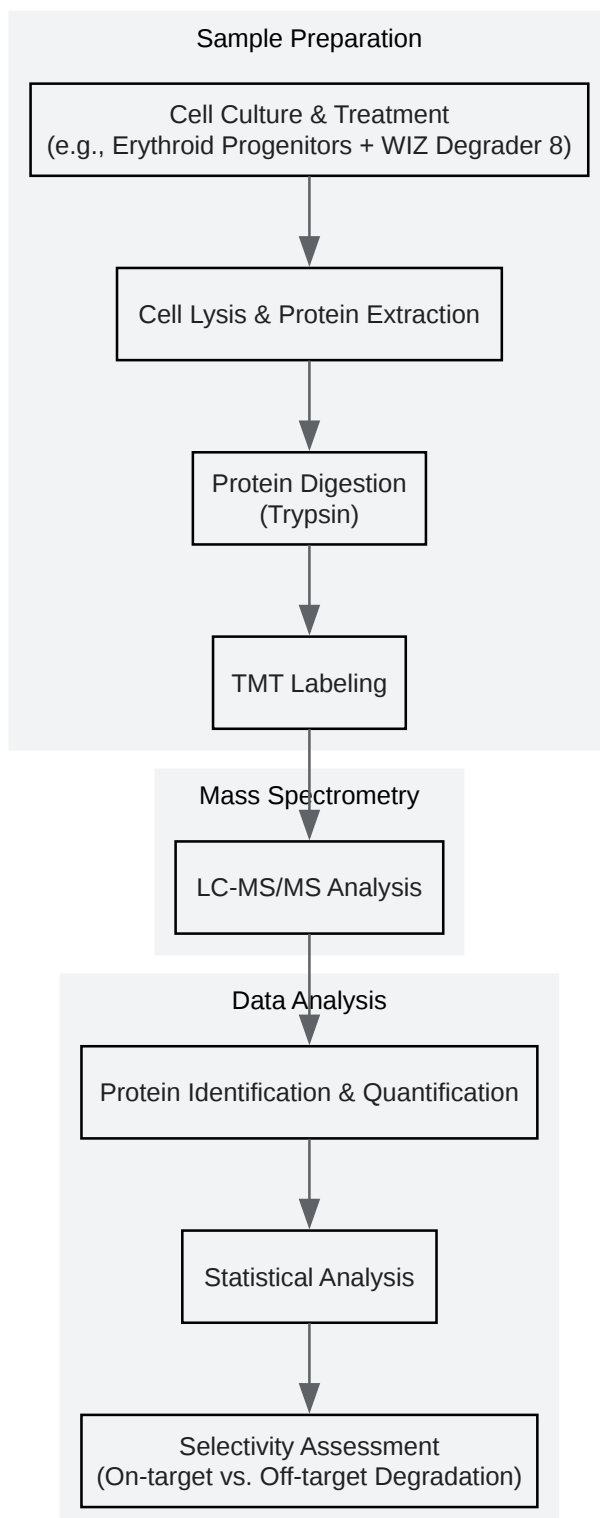 Sample Preparation
Cell Culture & Treatment
(e.g., Erythroid Progenitors + WIZ Degrader 8)
Cell Lysis & Protein Extraction
Protein Digestion
(Trypsin)
TMT Labeling
Mass Spectrometry
LC-MS/MS Analysis
Data Analysis
Protein Identification & Quantification
Statistical Analysis
Selectivity Assessment
(On-target vs. Off-target Degradation)